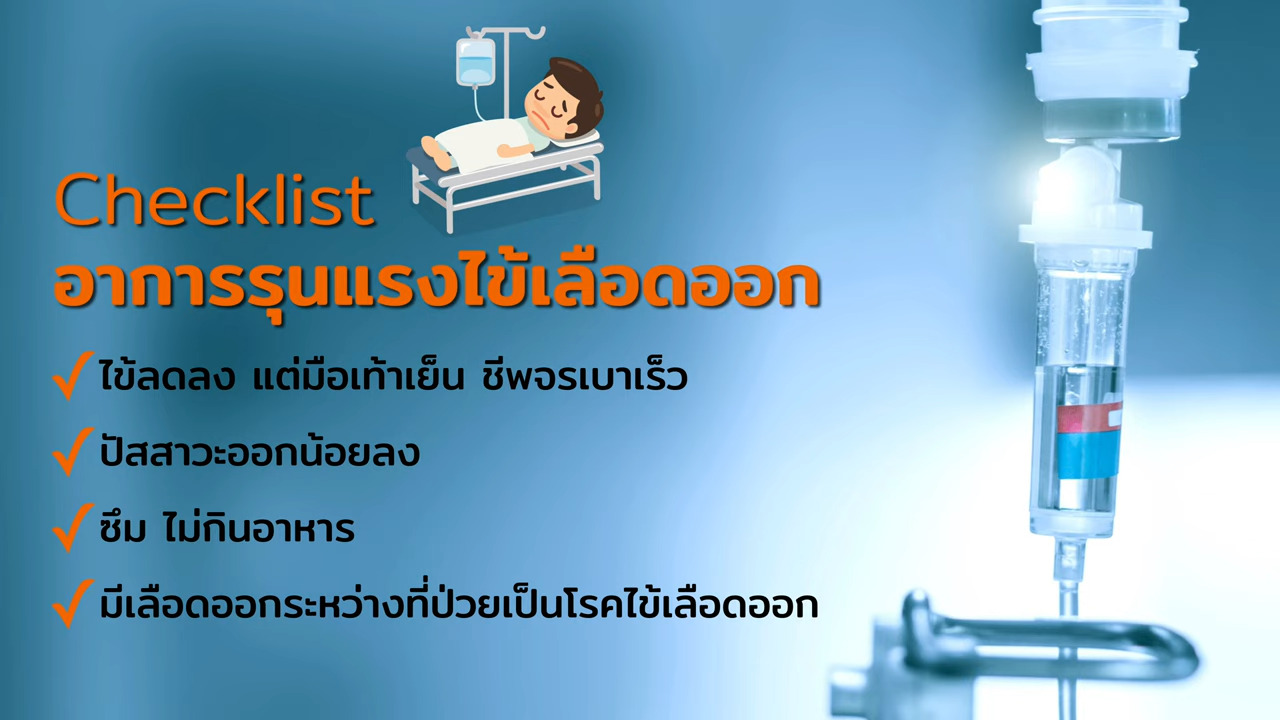 Checklist
อาการรุนแรงไข้เลือดออก
ไข้ลดลง แต่มือเท้าเย็น ชีพจรเบาเร็ว
ปัสสาวะออกน้อยลง
ซึม ไม่กินอาหาร
มีเลือดออกระหว่างที่ป่วยเป็นโรคไข้เลือดออก